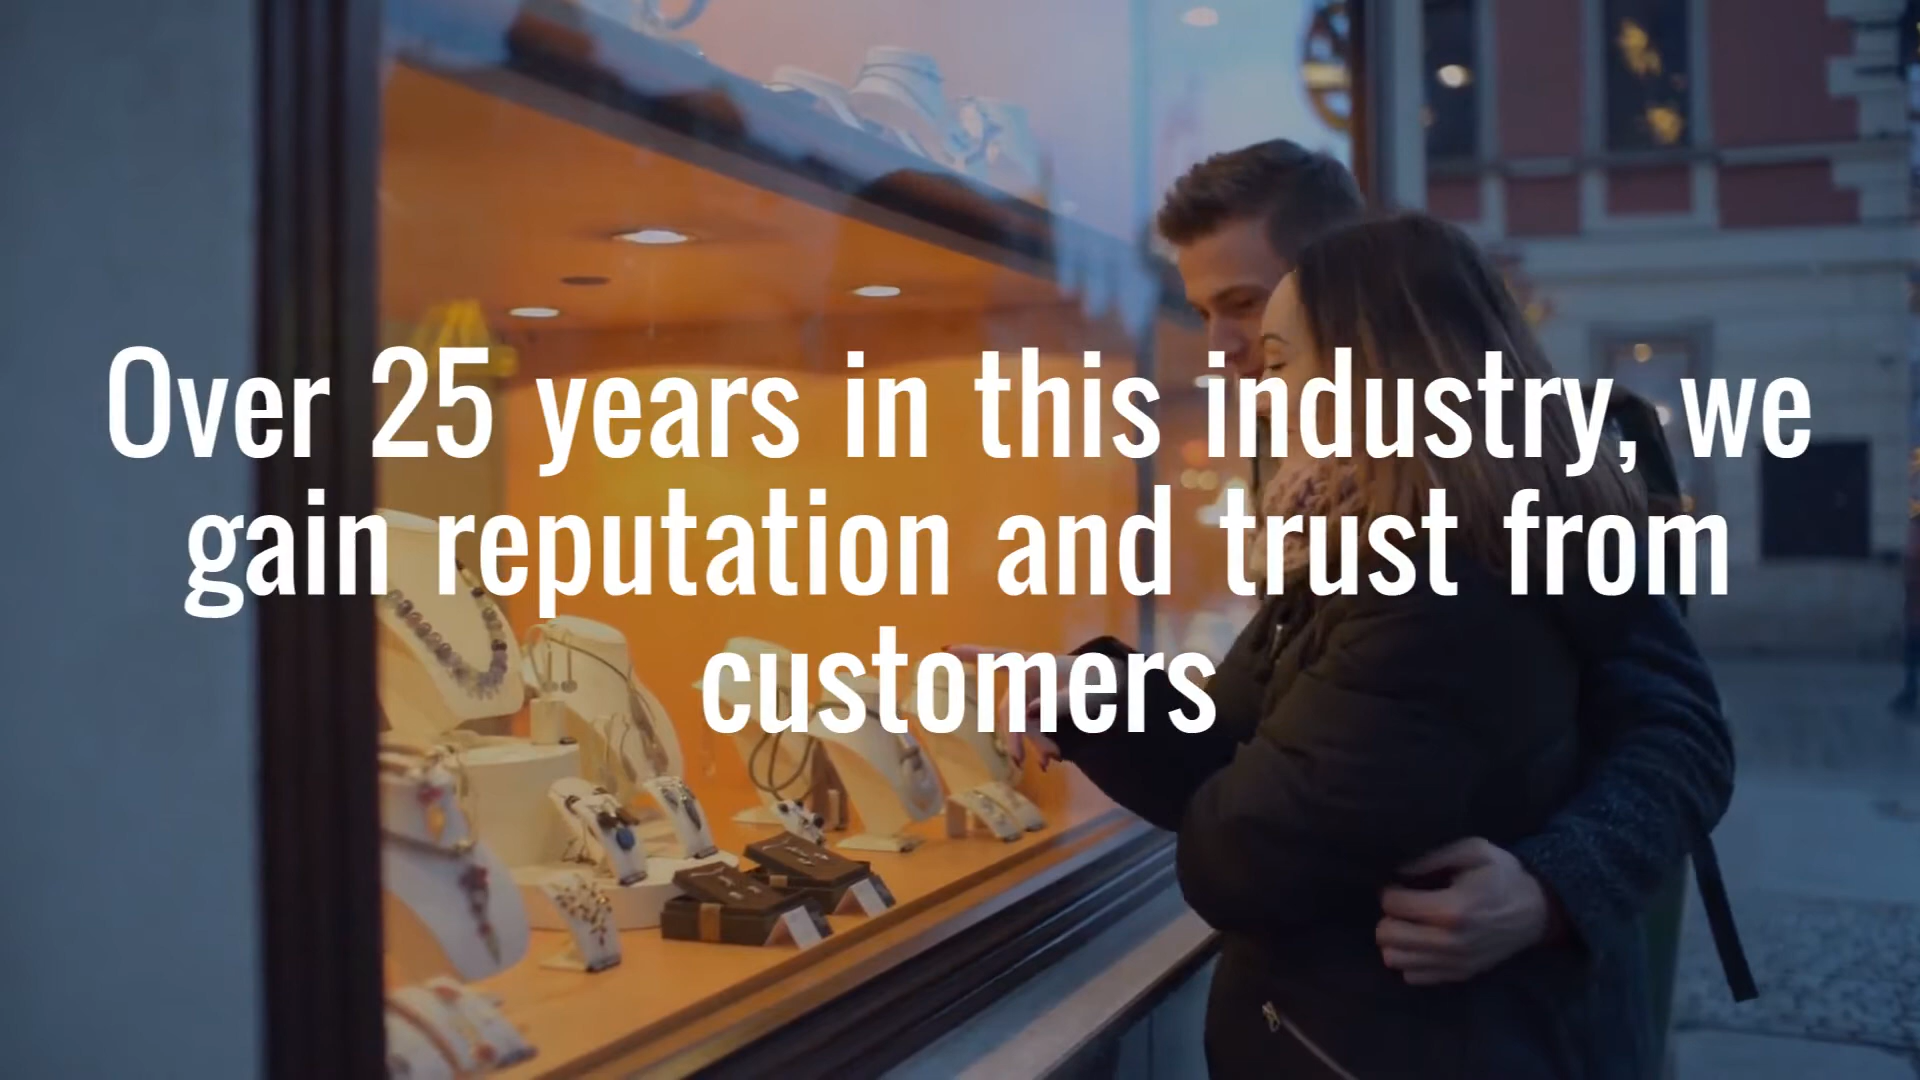 Over 25 years in this industry, we
gain reputation and trust from
customers